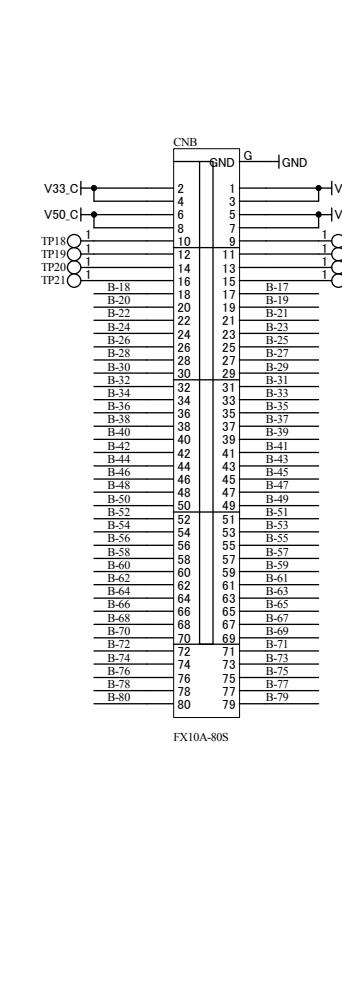 CNB
GND G GND
V33_C 2 1 V
4 3
V50_C 6 5 V
8 7
TP18 1 10 9 1
TP19 1 12 11 1
TP20 1 14 13 1
TP21 1 16 15 1
B-18 18 17 B-17
B-20 20 19 B-19
B-22 22 21 B-21
B-24 24 23 B-23
B-26 26 25 B-25
B-28 28 27 B-27
B-30 30 29 B-29
B-32 32 31 B-31
B-34 34 33 B-33
B-36 36 35 B-35
B-38 38 37 B-37
B-40 40 39 B-39
B-42 42 41 B-41
B-44 44 43 B-43
B-46 46 45 B-45
B-48 48 47 B-47
B-50 50 49 B-49
B-52 52 51 B-51
B-54 54 53 B-53
B-56 56 55 B-55
B-58 58 57 B-57
B-60 60 59 B-59
B-62 62 61 B-61
B-64 64 63 B-63
B-66 66 65 B-65
B-68 68 67 B-67
B-70 70 69 B-69
B-72 72 71 B-71
B-74 74 73 B-73
B-76 76 75 B-75
B-78 78 77 B-77
B-80 80 79 B-79
FX10A-80S